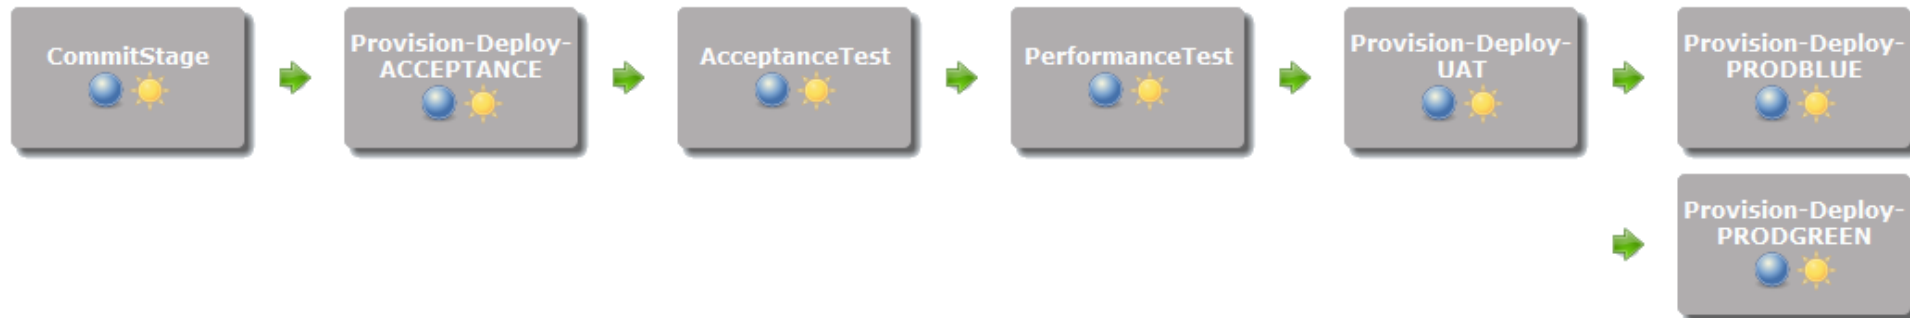 CommitStage
Provision-Deploy-
ACCEPTANCE
AcceptanceTest
PerformanceTest
Provision-Deploy-
UAT
Provision-Deploy-
PRODBLUE
Provision-Deploy-
PRODGREEN